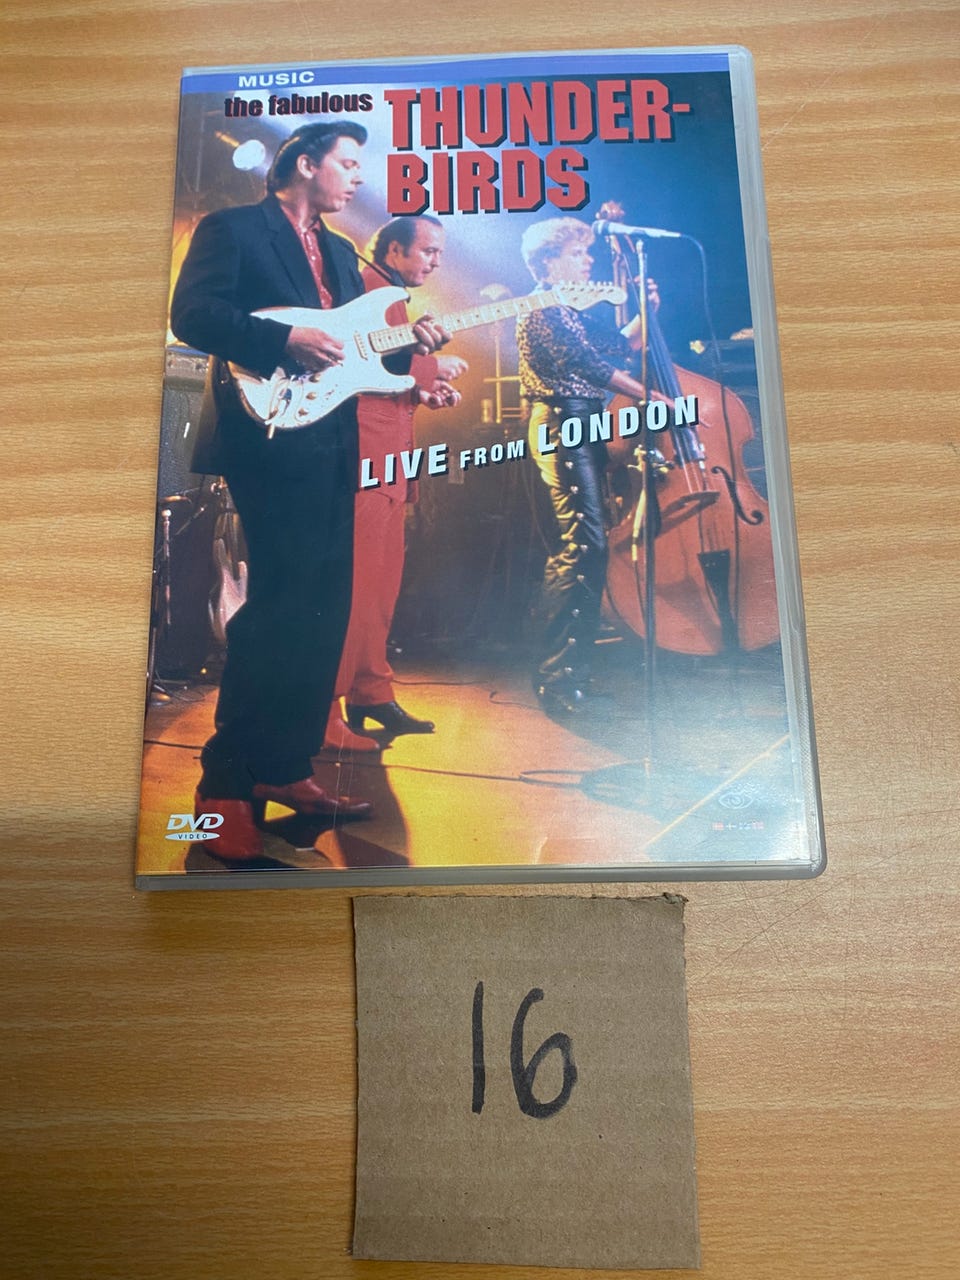 MUSIC
the fabulous THUNDER-
BIRDS
LIVE FROM LONDON
DVD
VIDEO
16